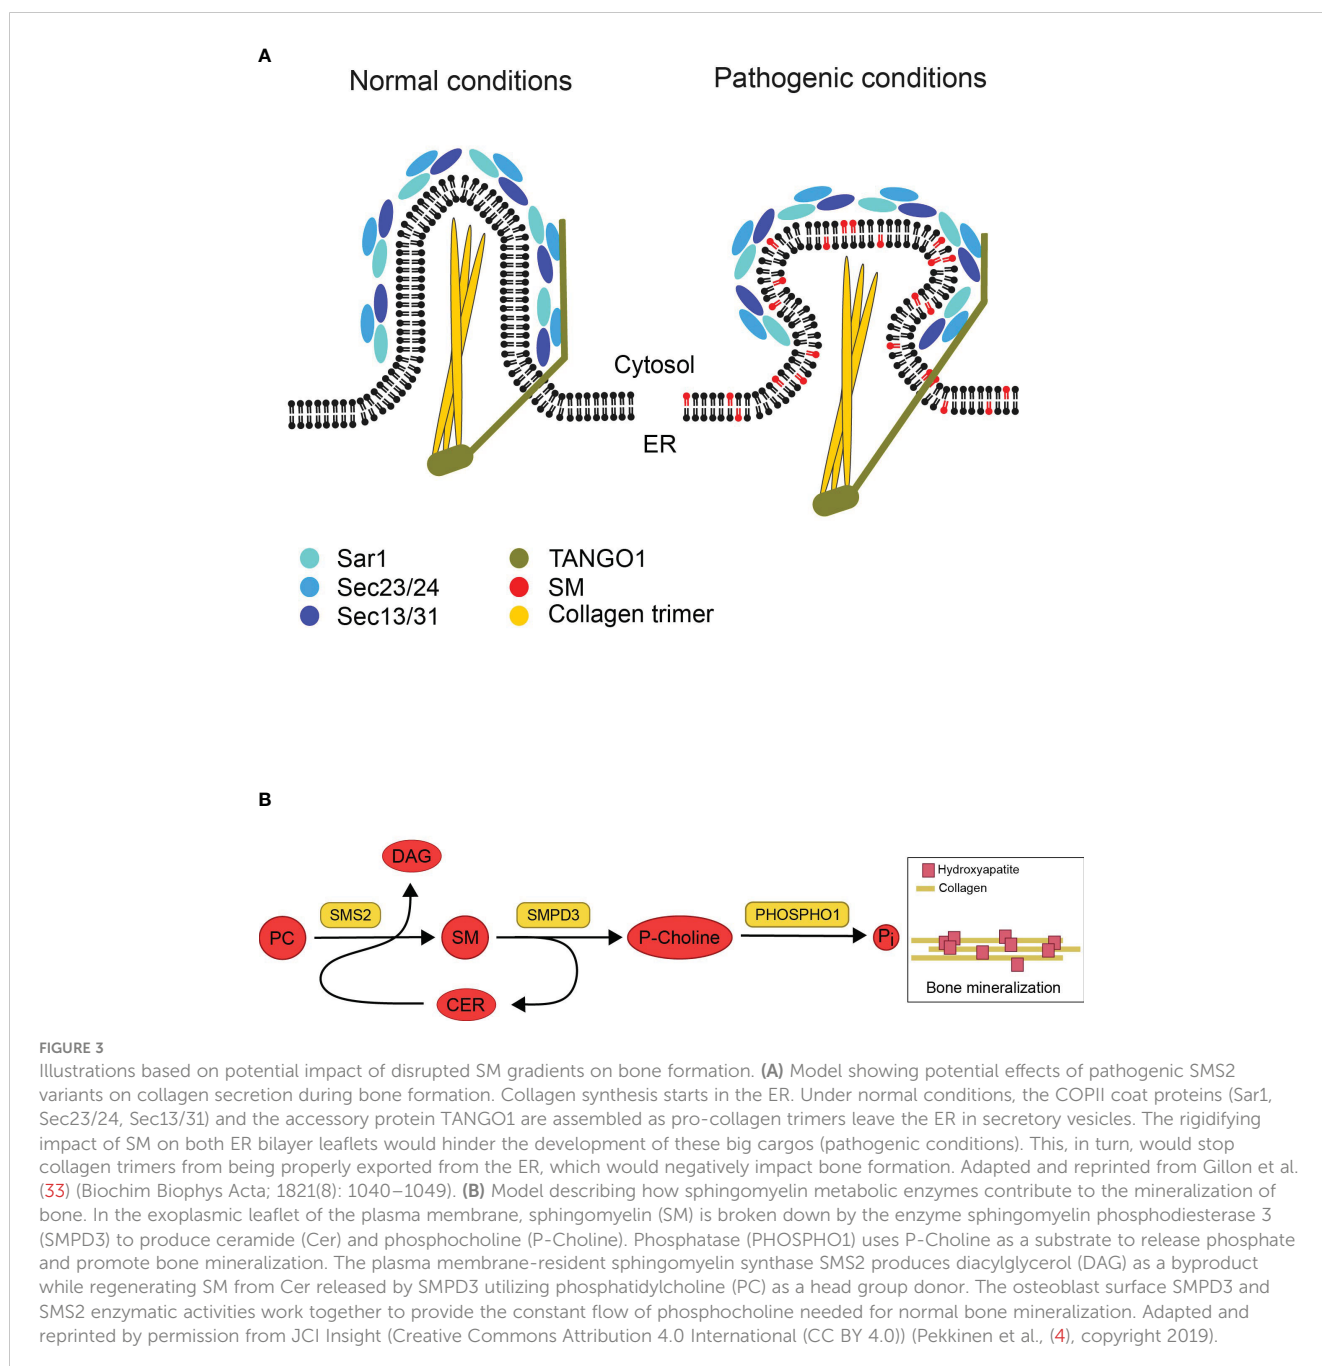 A
Normal conditions
Pathogenic conditions
Cytosol
ER
Sar1
Sec23/24
Sec13/31
TANGO1
SM
Collagen trimer
B
DAG
PC
SMS2
SM
SMPD3
P-Choline
PHOSPHO1
Pi
CER
Hydroxyapatite
Collagen
Bone mineralization
FIGURE 3
Illustrations based on potential impact of disrupted SM gradients on bone formation. (A) Model showing potential effects of pathogenic SMS2
variants on collagen secretion during bone formation. Collagen synthesis starts in the ER. Under normal conditions, the COPII coat proteins (Sar1,
Sec23/24, Sec13/31) and the accessory protein TANGO1 are assembled as pro-collagen trimers leave the ER in secretory vesicles. The rigidifying
impact of SM on both ER bilayer leaflets would hinder the development of these big cargos (pathogenic conditions). This, in turn, would stop
collagen trimers from being properly exported from the ER, which would negatively impact bone formation. Adapted and reprinted from Gillon et al.
(33) (Biochim Biophys Acta; 1821(8): 1040–1049). (B) Model describing how sphingomyelin metabolic enzymes contribute to the mineralization of
bone. In the exoplasmic leaflet of the plasma membrane, sphingomyelin (SM) is broken down by the enzyme sphingomyelin phosphodiesterase 3
(SMPD3) to produce ceramide (Cer) and phosphocholine (P-Choline). Phosphatase (PHOSPHO1) uses P-Choline as a substrate to release phosphate
and promote bone mineralization. The plasma membrane-resident sphingomyelin synthase SMS2 produces diacylglycerol (DAG) as a byproduct
while regenerating SM from Cer released by SMPD3 utilizing phosphatidylcholine (PC) as a head group donor. The osteoblast surface SMPD3 and
SMS2 enzymatic activities work together to provide the constant flow of phosphocholine needed for normal bone mineralization. Adapted and
reprinted by permission from JCI Insight (Creative Commons Attribution 4.0 International (CC BY 4.0)) (Pekkinen et al., (4), copyright 2019).